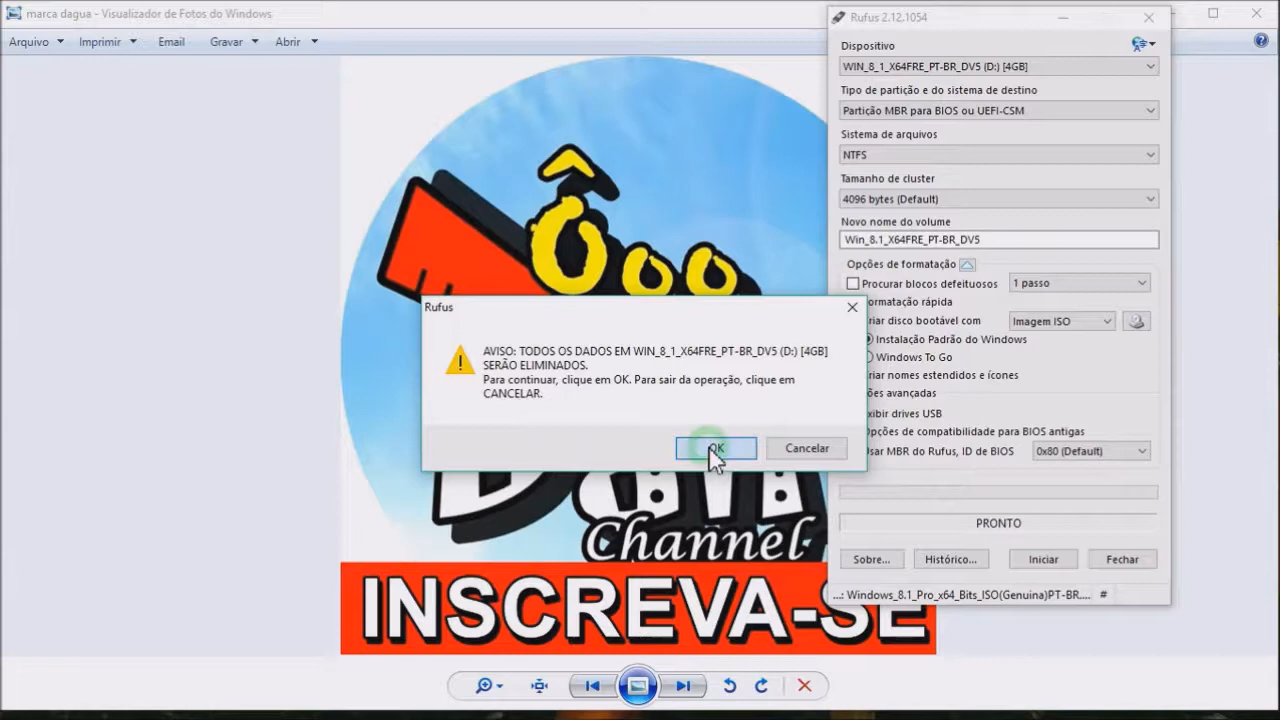 marca dagua - Visualizador de Fotos do Windows
Arquivo Imprimir Email Gravar Abrir
Rufus 2.12.1054
Dispositivo
WIN_8_1_X64FRE_PT-BR_DV5 (D:) [4GB]
Tipo de partição e do sistema de destino
Partição MBR para BIOS ou UEFI-CSM
Sistema de arquivos
NTFS
Tamanho de cluster
4096 bytes (Default)
Novo nome do volume
Win_8.1_X64FRE_PT-BR_DV5
Opções de formatação
Procurar blocos defeituosos 1 passo
ormatação rápida
riar disco bootável com Imagem ISO
Instalação Padrão do Windows
Windows To Go
riar nomes estendidos e ícones
ões avançadas
xibir drives USB
Opções de compatibilidade para BIOS antigas
sar MBR do Rufus, ID de BIOS 0x80 (Default)
PRONTO
Sobre... Histórico... Iniciar Fechar
...: Windows_8.1_Pro_x64_Bits_ISO(Genuina)PT-BR.... #
Rufus
AVISO: TODOS OS DADOS EM WIN_8_1_X64FRE_PT-BR_DV5 (D:) [4GB]
SERÃO ELIMINADOS.
Para continuar, clique em OK. Para sair da operação, clique em
CANCELAR.
OK Cancelar
Ôoo
Channel
INSCREVA-SE